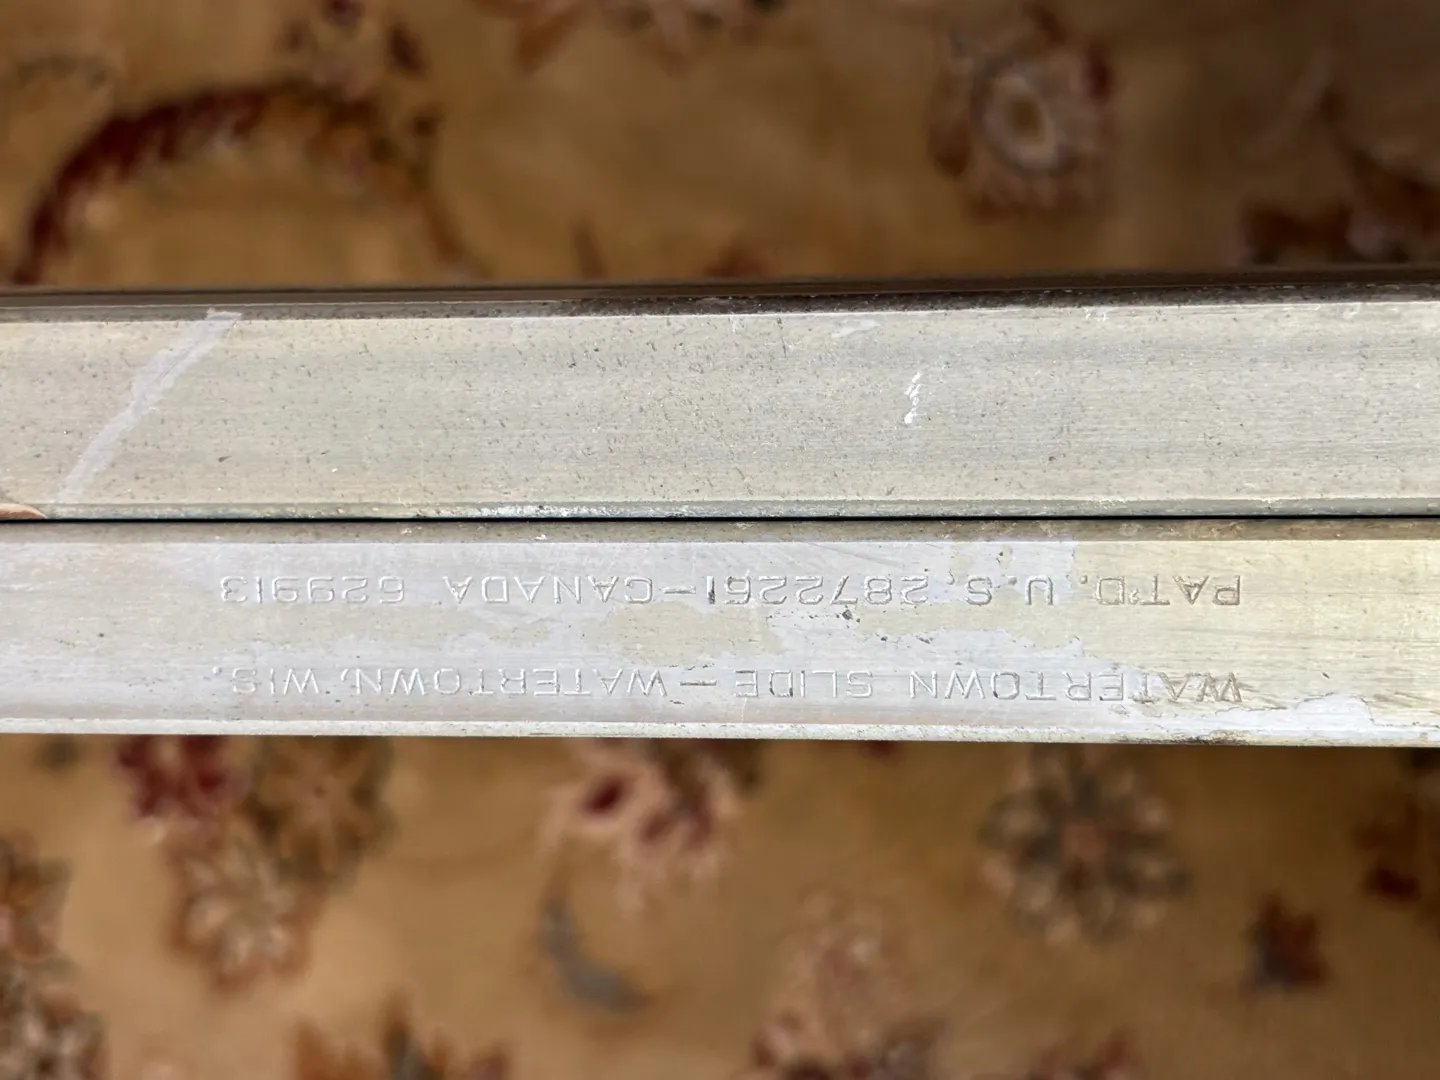 WATERTOWN SLIDE - WATERTOWN, WIS.
PAT'D. U.S. 2872261-CANADA 629913